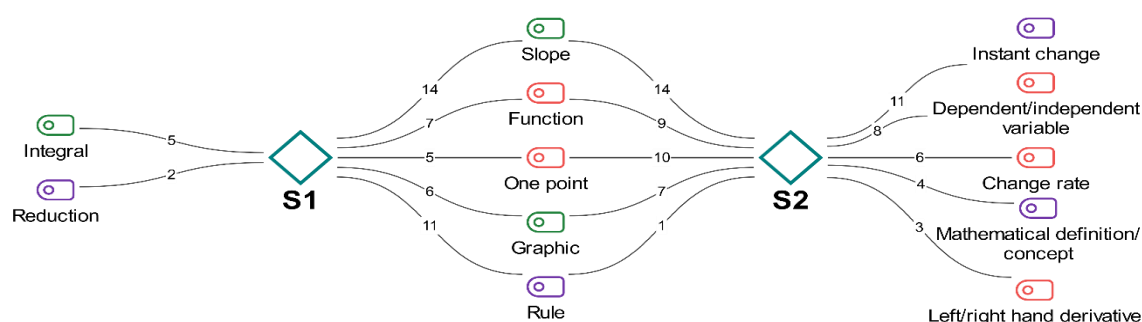 Integral
5
Reduction
2
S1
14
7
5
6
11
Slope
Function
One point
Graphic
Rule
14
9
10
7
1
S2
11
8
6
4
3
Instant change
Dependent/independent
variable
Change rate
Mathematical definition/
concept
Left/right hand derivative